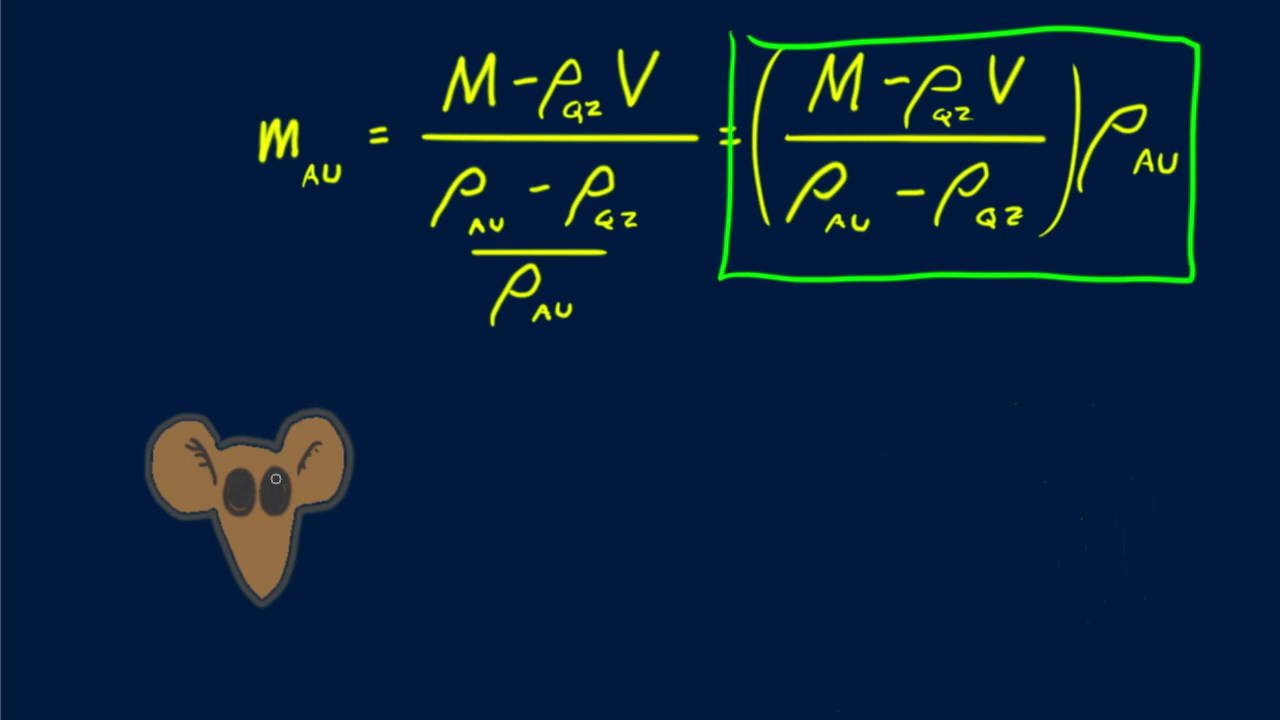 m_AU = (M - ρ_QZ V) / ((ρ_AU - ρ_QZ) / ρ_AU) = ((M - ρ_QZ V) / (ρ_AU - ρ_QZ)) ρ_AU